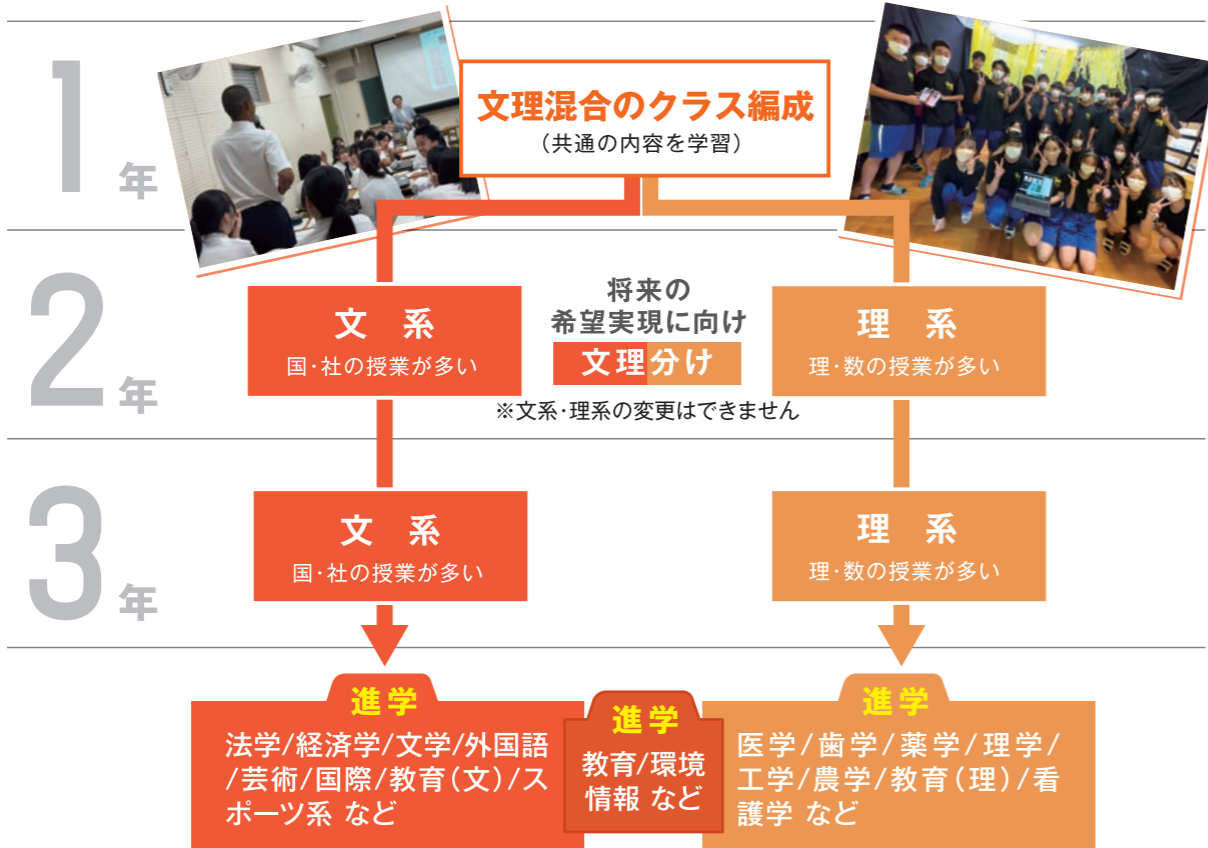 1年
文理混合のクラス編成
(共通の内容を学習)
2年
文 系
国・社の授業が多い
将来の
希望実現に向け
文理分け
※文系・理系の変更はできません
理 系
理・数の授業が多い
3年
文 系
国・社の授業が多い
理 系
理・数の授業が多い
進学
法学/経済学/文学/外国語
/芸術/国際/教育(文)/ス
ポーツ系 など
進学
教育/環境
情報 など
進学
医学/歯学/薬学/理学/
工学/農学/教育(理)/看
護学 など